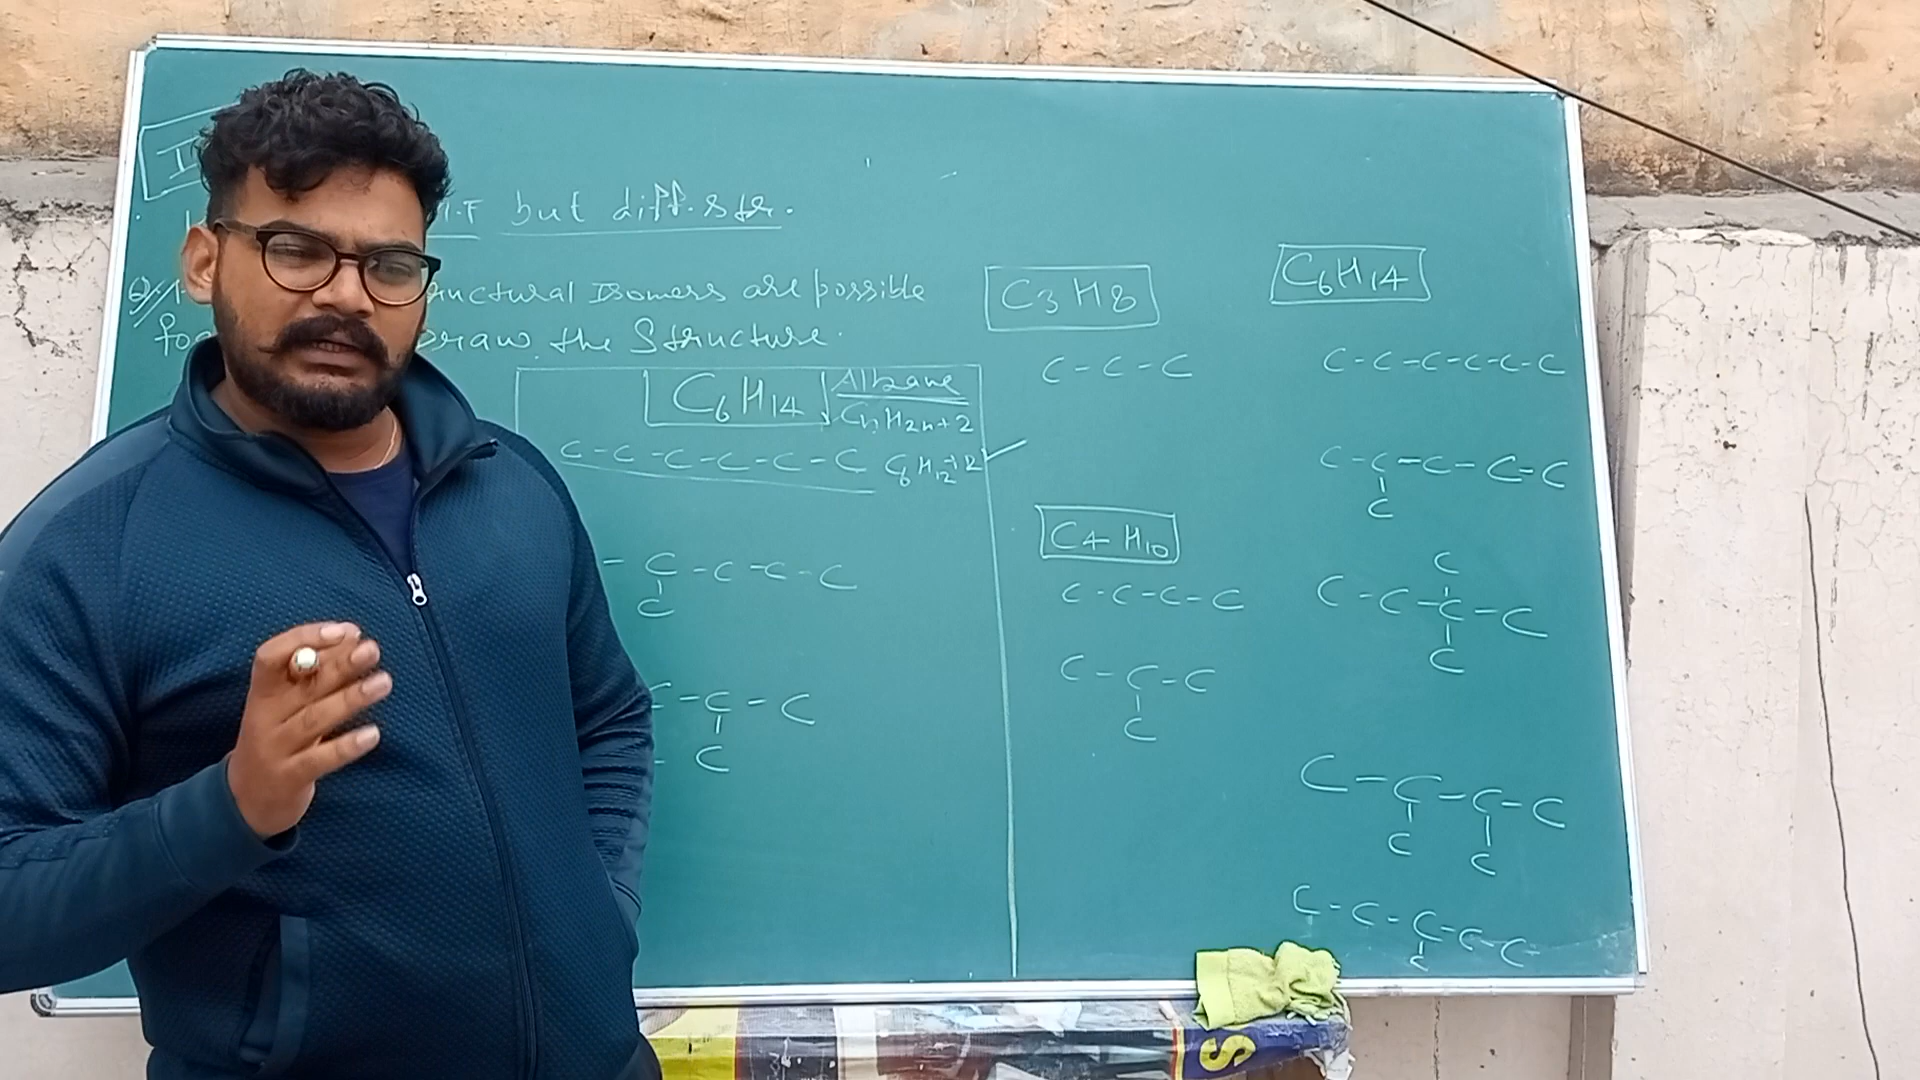 I
M.F but diff. str.
Q. ructural Isomers are possible
for Draw the Structure.
C6H14 Alkane
CnH2n+2
C-C-C-C-C-C C6H12+2
- C-C-C-C
C
C-C-C
- C
C3H8
C-C-C
C4H10
C-C-C-C
C-C-C
C
C6H14
C-C-C-C-C-C
C-C-C-C-C
C
C
C-C-C-C
C
C-C-C-C
C C
C-C-C-C-C
C
S